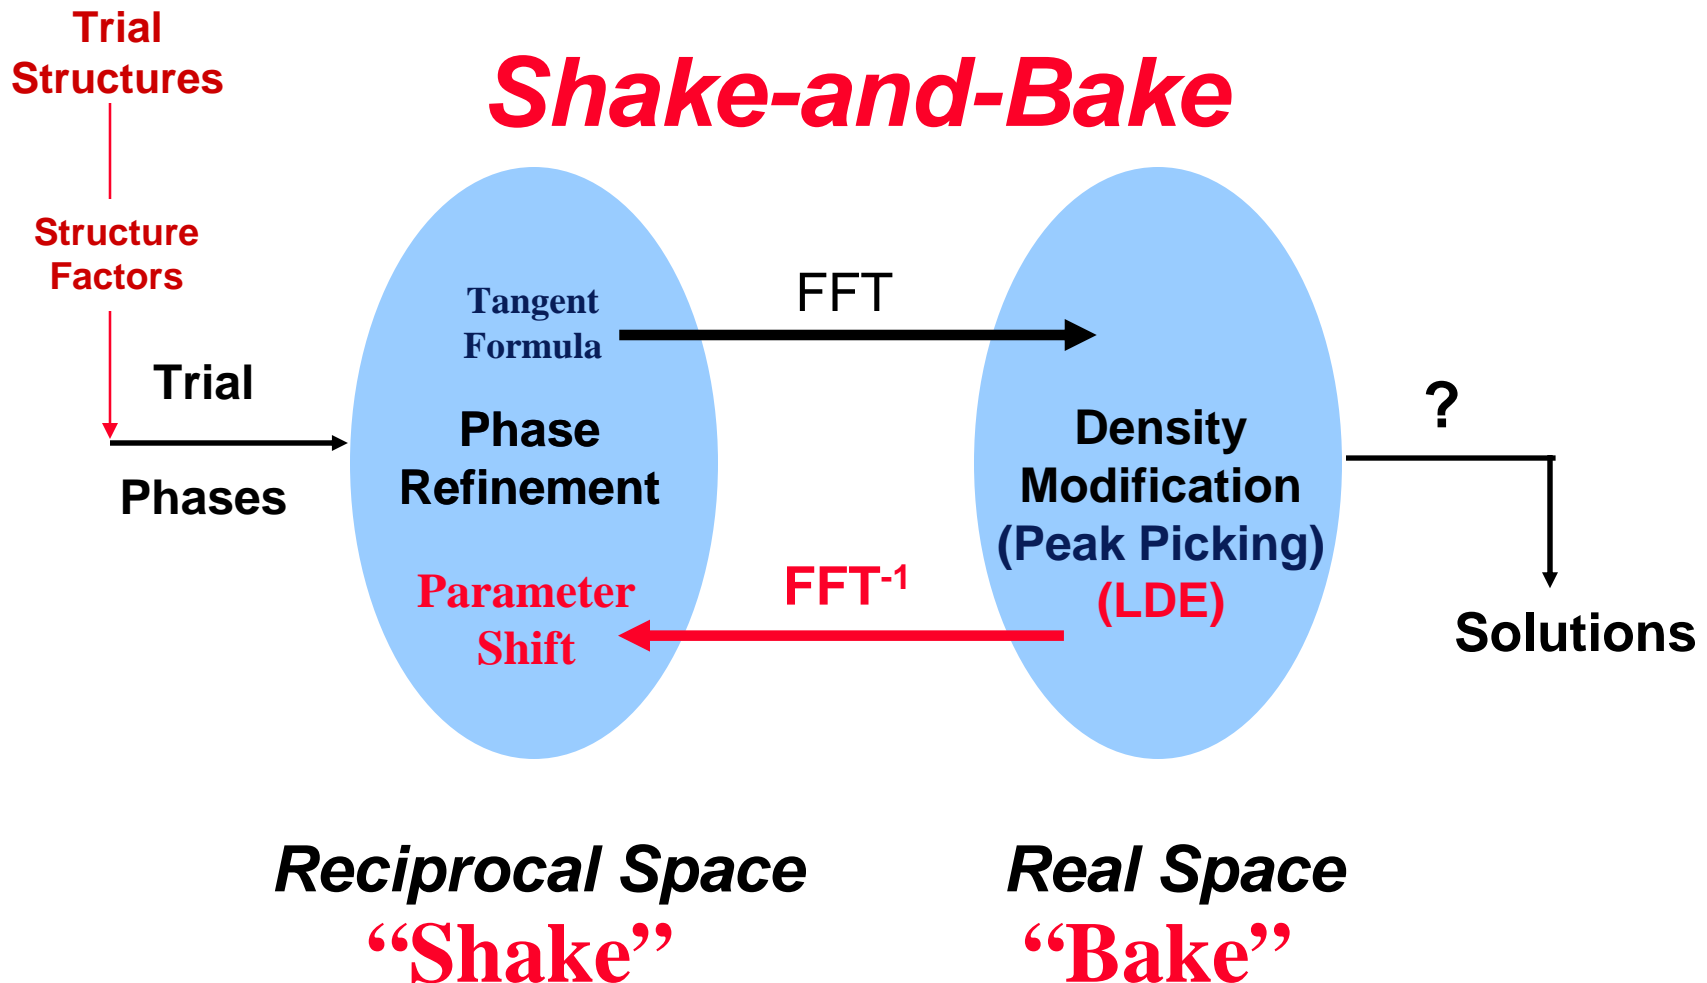 Trial
Structures
Shake-and-Bake
Structure
Factors
Trial
Phases
Tangent
Formula
Phase
Refinement
Parameter
Shift
FFT
FFT⁻¹
Density
Modification
(Peak Picking)
(LDE)
?
Solutions
Reciprocal Space
“Shake”
Real Space
“Bake”